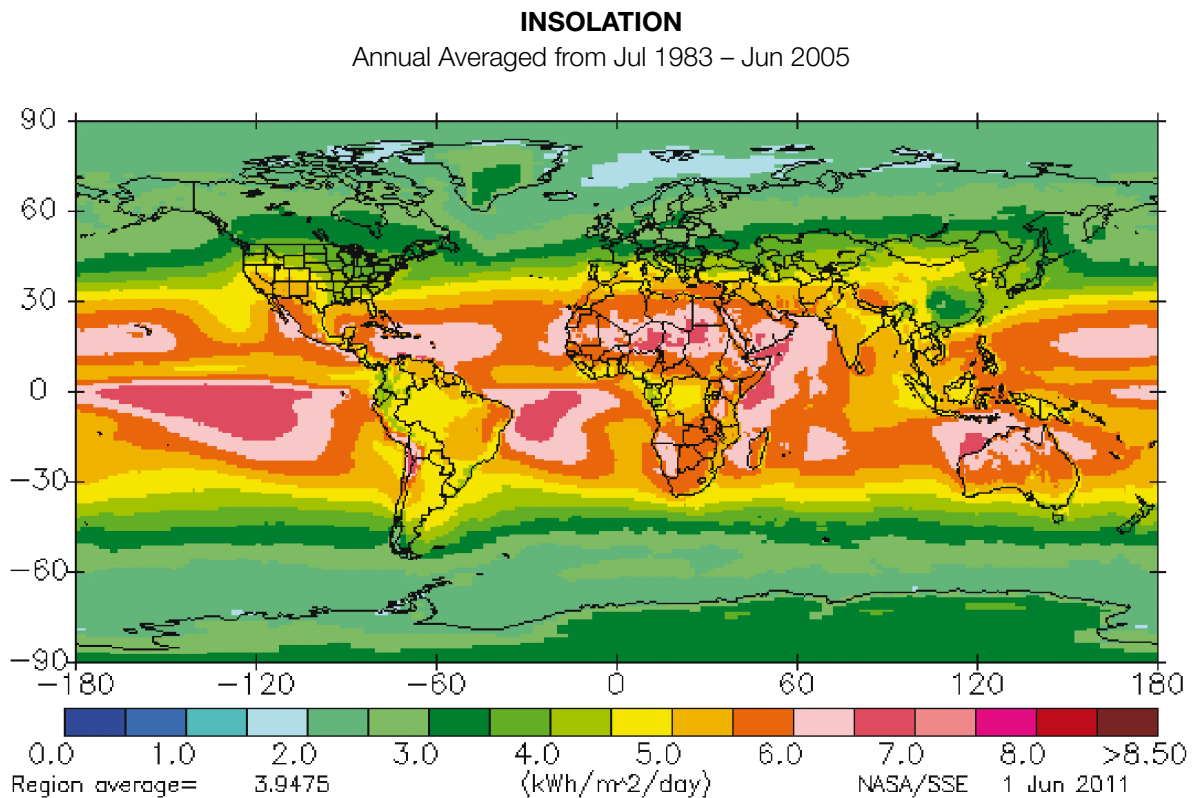 INSOLATION
Annual Averaged from Jul 1983 – Jun 2005
90
60
30
0
−30
−60
−90
−180 −120 −60 0 60 120 180
0.0 1.0 2.0 3.0 4.0 5.0 6.0 7.0 8.0 >8.50
Region average= 3.9475 (kWh/m^2/day) NASA/SSE 1 Jun 2011